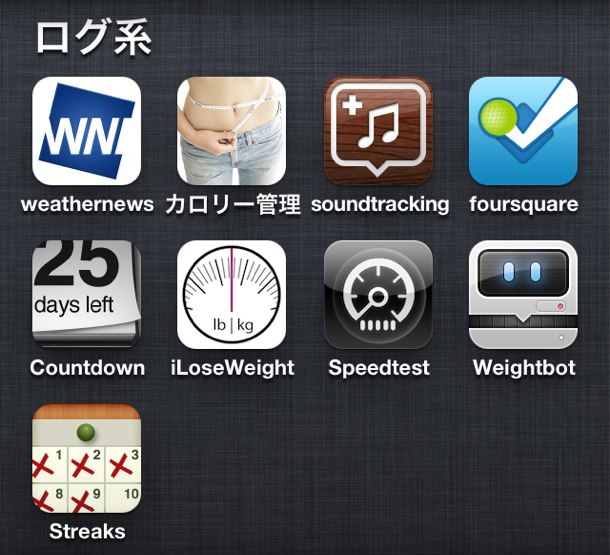 ログ系
WNI
weathernews
カロリー管理
soundtracking
foursquare
25
days left
Countdown
lb | kg
iLoseWeight
Speedtest
Weightbot
1 2 3
8 9 10
Streaks